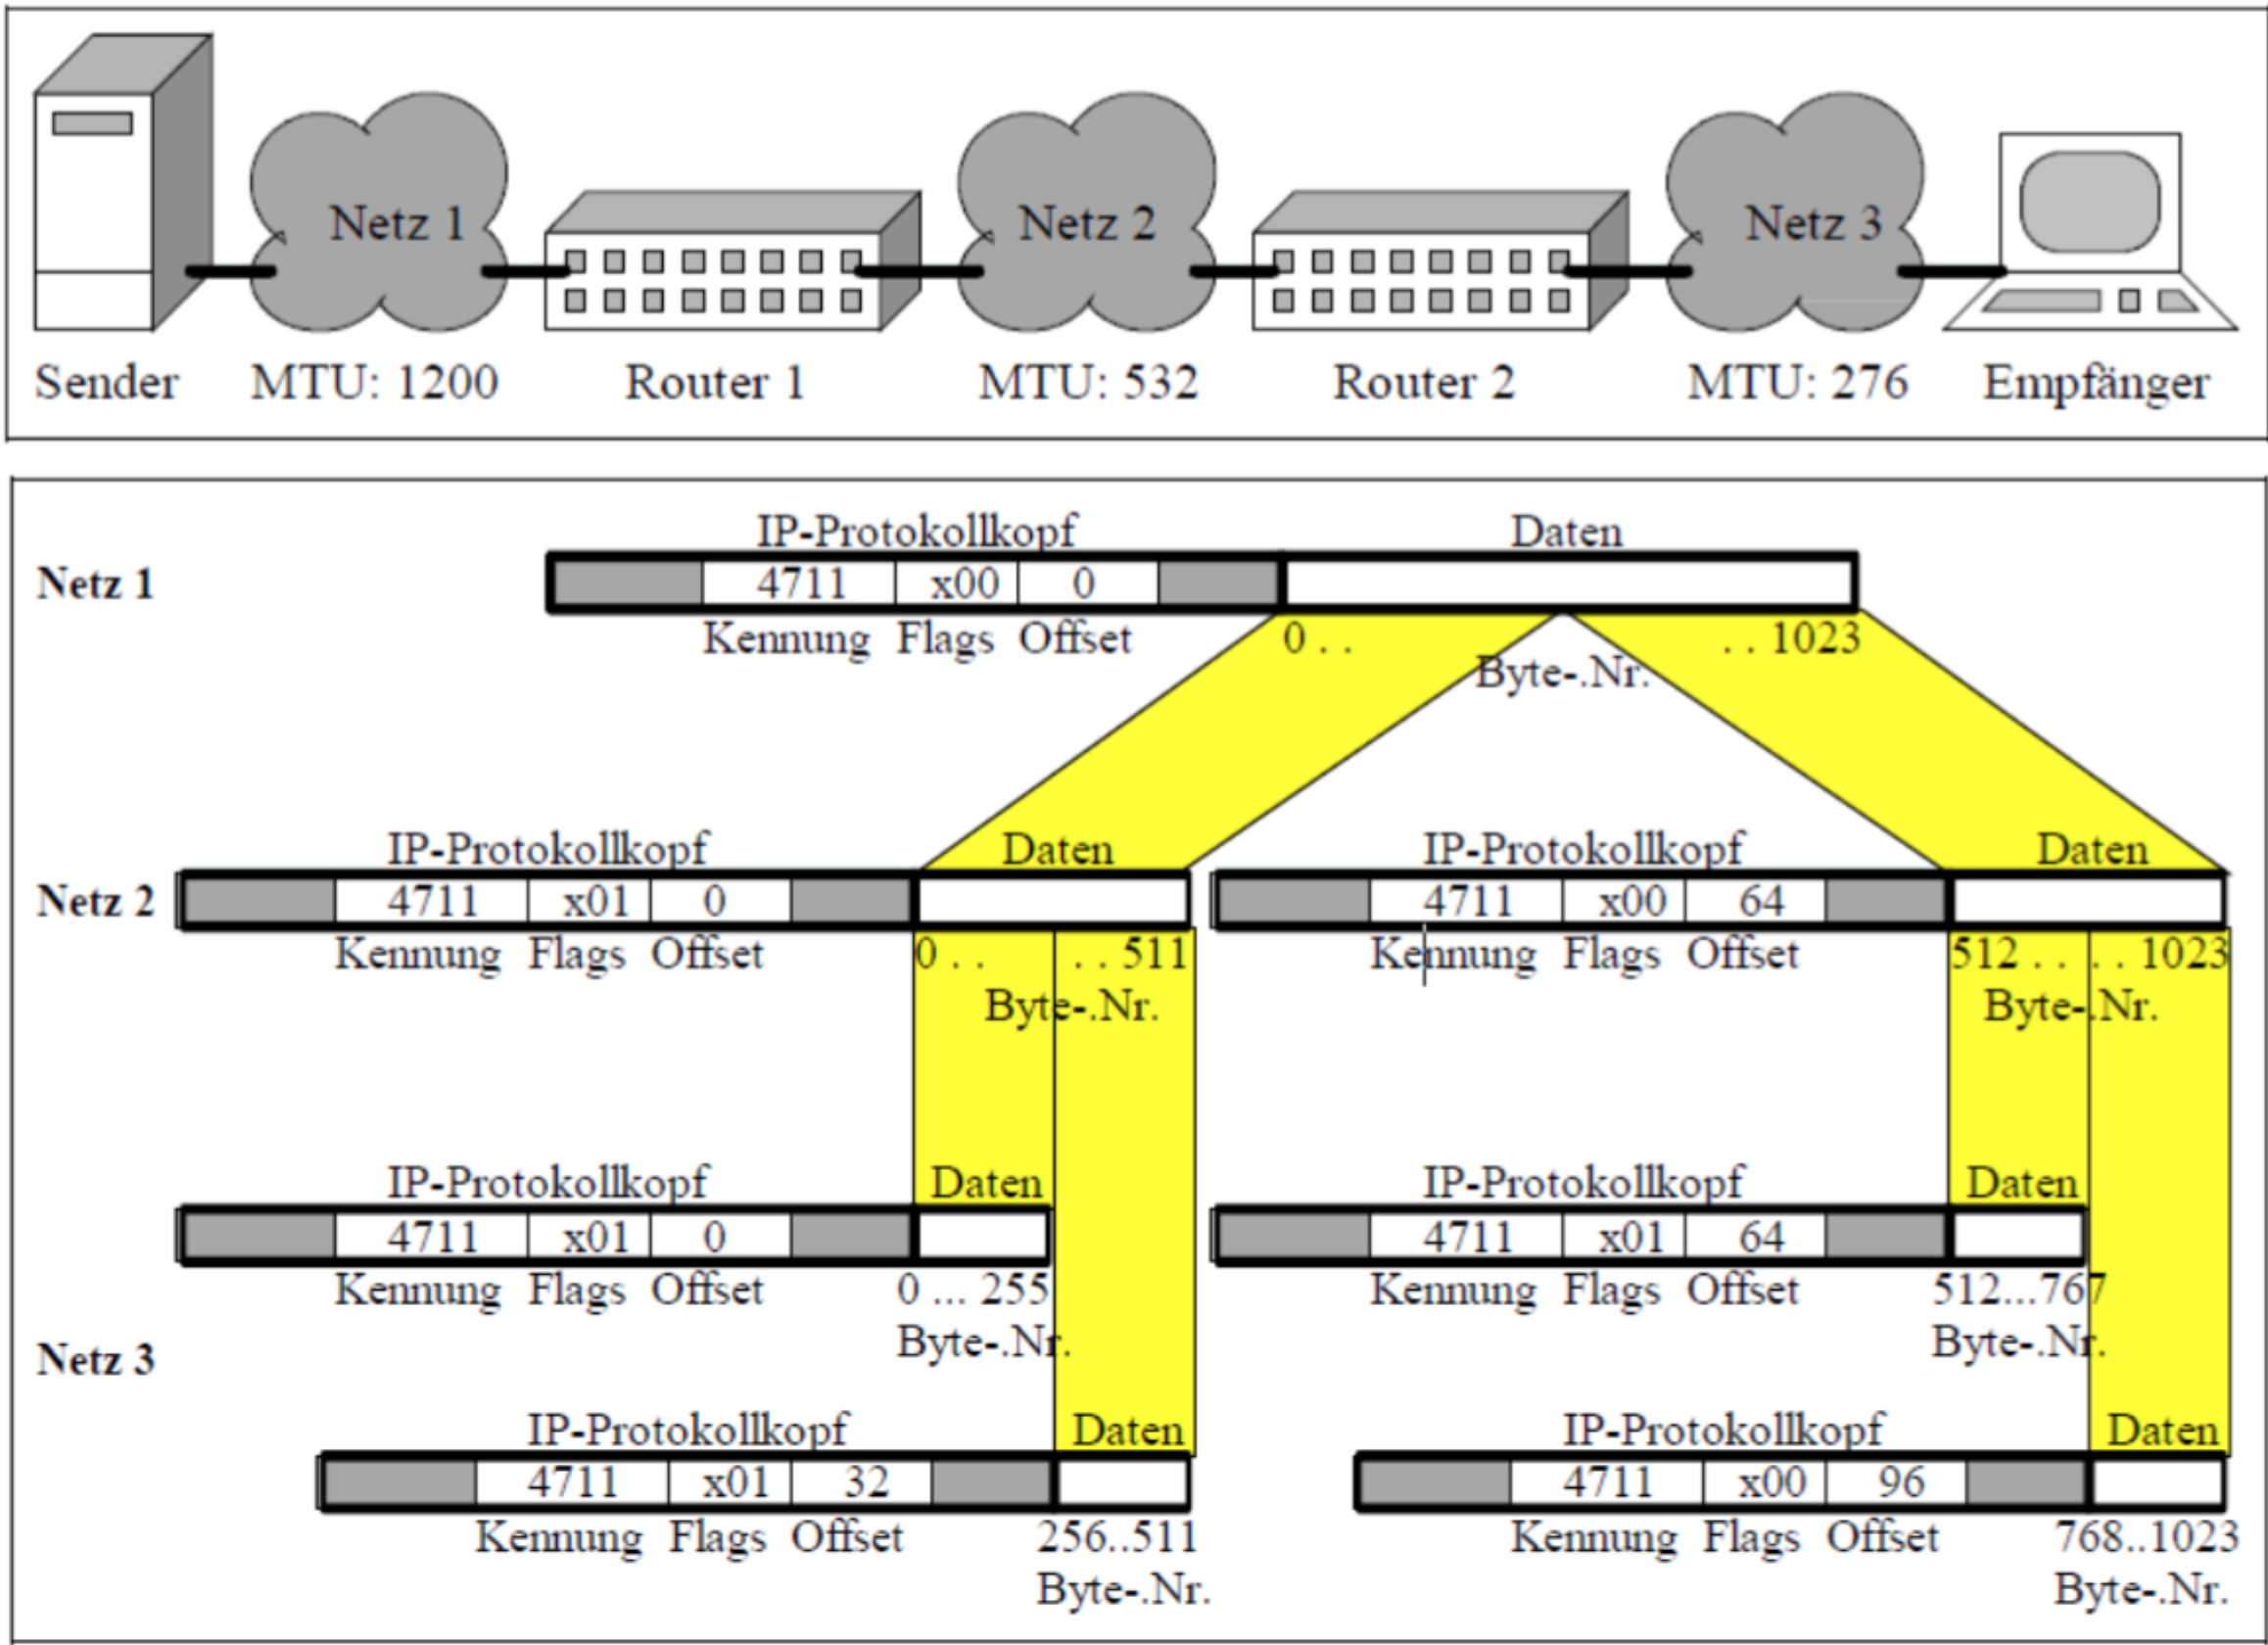 Netz 1
Netz 2
Netz 3
Sender
MTU: 1200
Router 1
MTU: 532
Router 2
MTU: 276
Empfänger
IP-Protokollkopf
Daten
Netz 1
4711 x00 0
Kennung Flags Offset
0 . .
. . 1023
Byte-.Nr.
IP-Protokollkopf
Daten
IP-Protokollkopf
Daten
Netz 2
4711 x01 0
4711 x00 64
Kennung Flags Offset
0 . .
. . 511
Kennung Flags Offset
512 . .
. . 1023
Byte-.Nr.
Byte-.Nr.
IP-Protokollkopf
Daten
IP-Protokollkopf
Daten
4711 x01 0
4711 x01 64
Kennung Flags Offset
0 ... 255
Kennung Flags Offset
512...767
Byte-.Nr.
Byte-.Nr.
Netz 3
IP-Protokollkopf
Daten
IP-Protokollkopf
Daten
4711 x01 32
4711 x00 96
Kennung Flags Offset
256..511
Kennung Flags Offset
768..1023
Byte-.Nr.
Byte-.Nr.